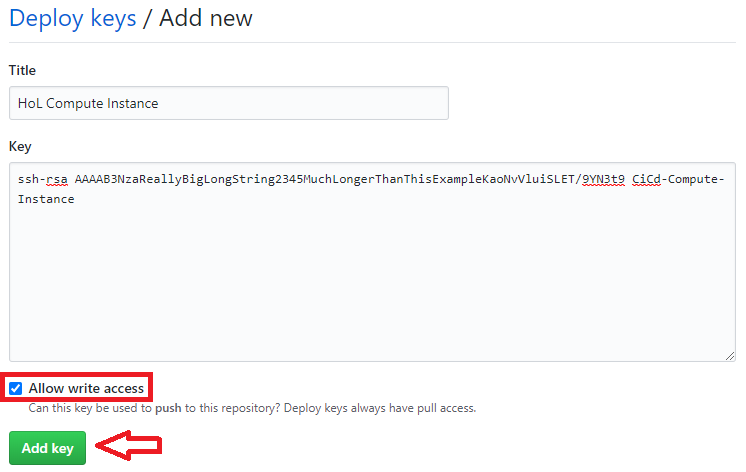 Deploy keys / Add new
Title
HoL Compute Instance
Key
ssh-rsa AAAAB3NzaReallyBigLongString2345MuchLongerThanThisExampleKaoNvVluiSLET/9YN3t9 CiCd-Compute-
Instance
Allow write access
Can this key be used to push to this repository? Deploy keys always have pull access.
Add key